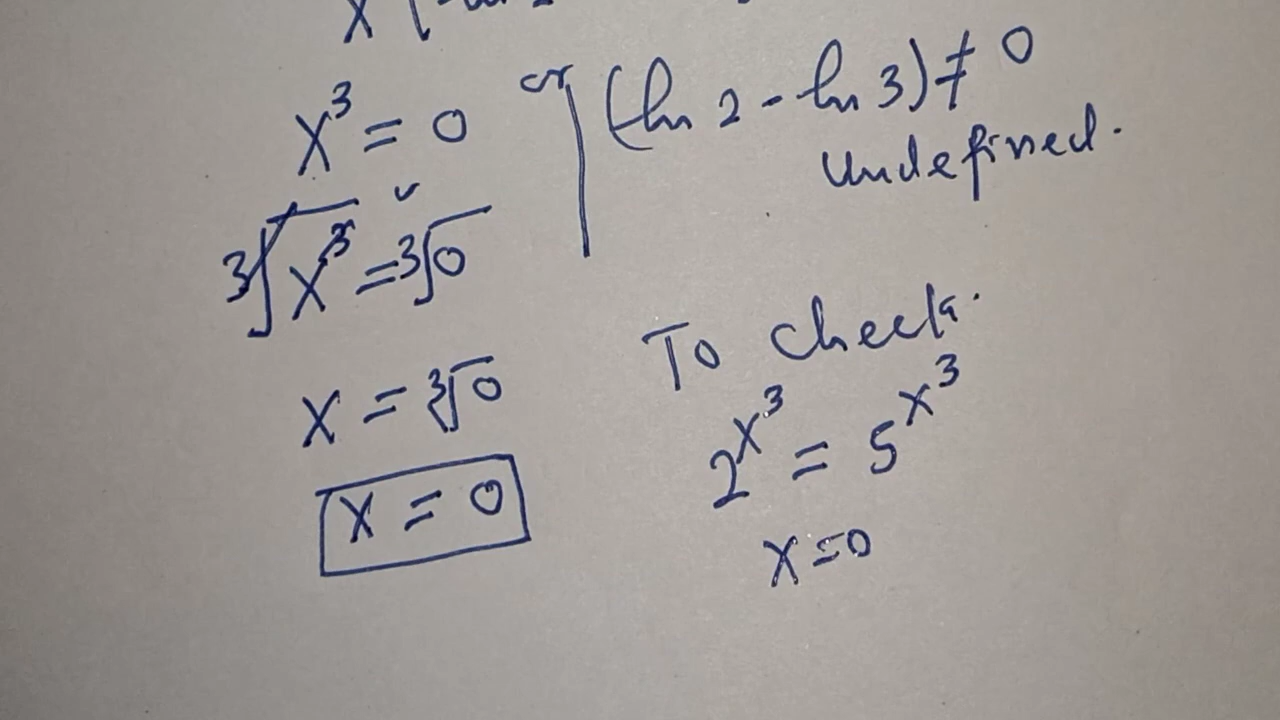 x³ = 0 or (ln 2 - ln 3) ≠ 0
Undefined.
∛x³ = ∛0
To check.
x = ∛0
2^x³ = 5^x³
x = 0
x = 0